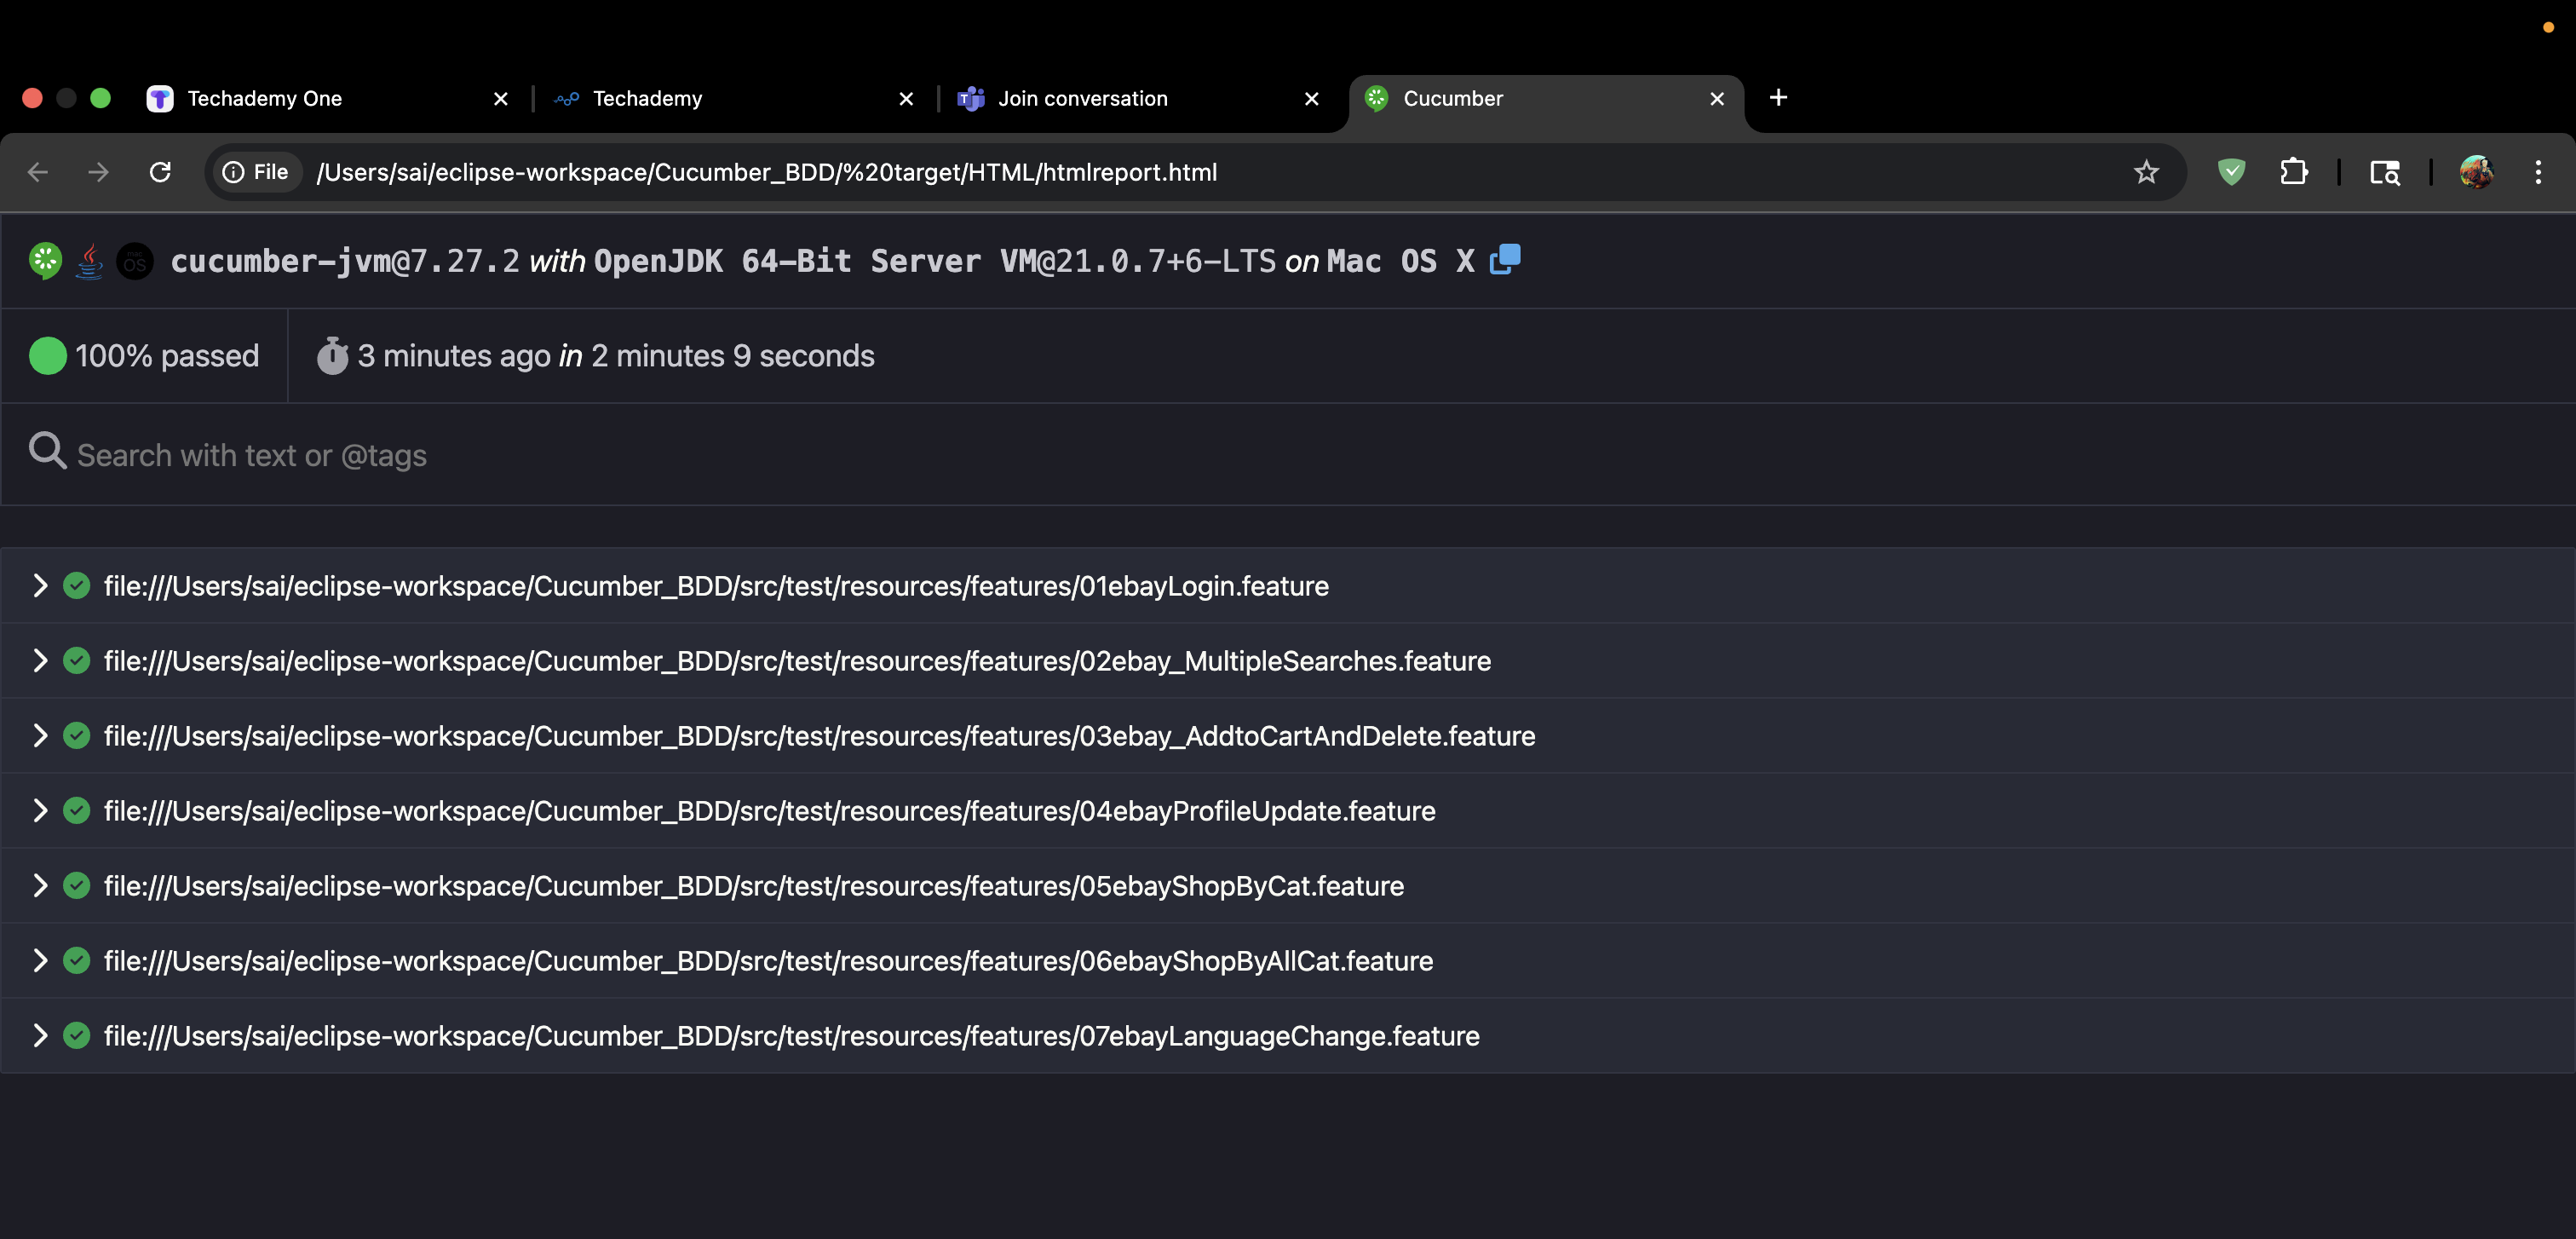 Techademy One
Techademy
Join conversation
Cucumber
File /Users/sai/eclipse-workspace/Cucumber_BDD/%20target/HTML/htmlreport.html
cucumber-jvm@7.27.2 with OpenJDK 64-Bit Server VM@21.0.7+6-LTS on Mac OS X
100% passed
3 minutes ago in 2 minutes 9 seconds
Search with text or @tags
file:///Users/sai/eclipse-workspace/Cucumber_BDD/src/test/resources/features/01ebayLogin.feature
file:///Users/sai/eclipse-workspace/Cucumber_BDD/src/test/resources/features/02ebay_MultipleSearches.feature
file:///Users/sai/eclipse-workspace/Cucumber_BDD/src/test/resources/features/03ebay_AddtoCartAndDelete.feature
file:///Users/sai/eclipse-workspace/Cucumber_BDD/src/test/resources/features/04ebayProfileUpdate.feature
file:///Users/sai/eclipse-workspace/Cucumber_BDD/src/test/resources/features/05ebayShopByCat.feature
file:///Users/sai/eclipse-workspace/Cucumber_BDD/src/test/resources/features/06ebayShopByAllCat.feature
file:///Users/sai/eclipse-workspace/Cucumber_BDD/src/test/resources/features/07ebayLanguageChange.feature